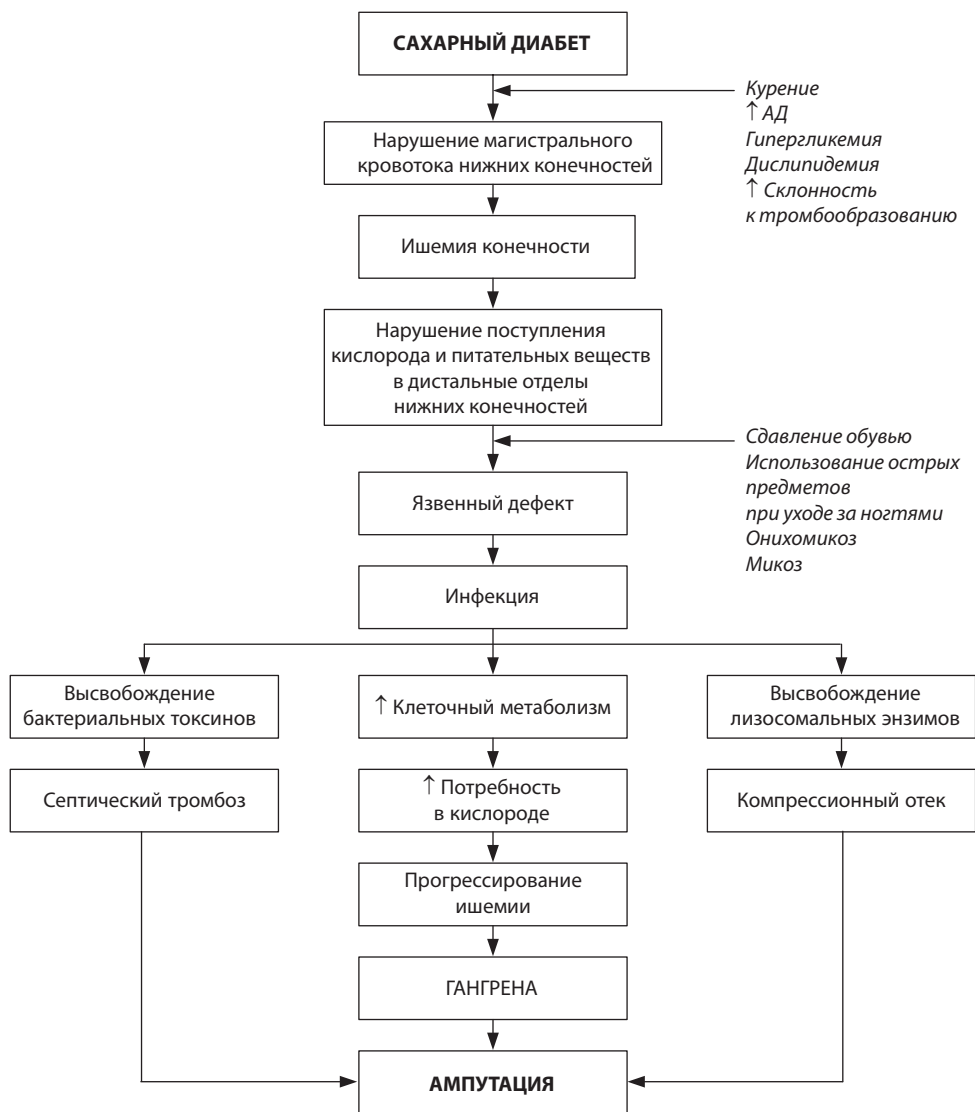 САХАРНЫЙ ДИАБЕТ
Курение
↑ АД
Гипергликемия
Дислипидемия
↑ Склонность
к тромбообразованию
Нарушение магистрального
кровотока нижних конечностей
Ишемия конечности
Нарушение поступления
кислорода и питательных веществ
в дистальные отделы
нижних конечностей
Сдавление обувью
Использование острых
предметов
при уходе за ногтями
Онихомикоз
Микоз
Язвенный дефект
Инфекция
Высвобождение
бактериальных токсинов
↑ Клеточный метаболизм
Высвобождение
лизосомальных энзимов
Септический тромбоз
↑ Потребность
в кислороде
Компрессионный отек
Прогрессирование
ишемии
ГАНГРЕНА
АМПУТАЦИЯ